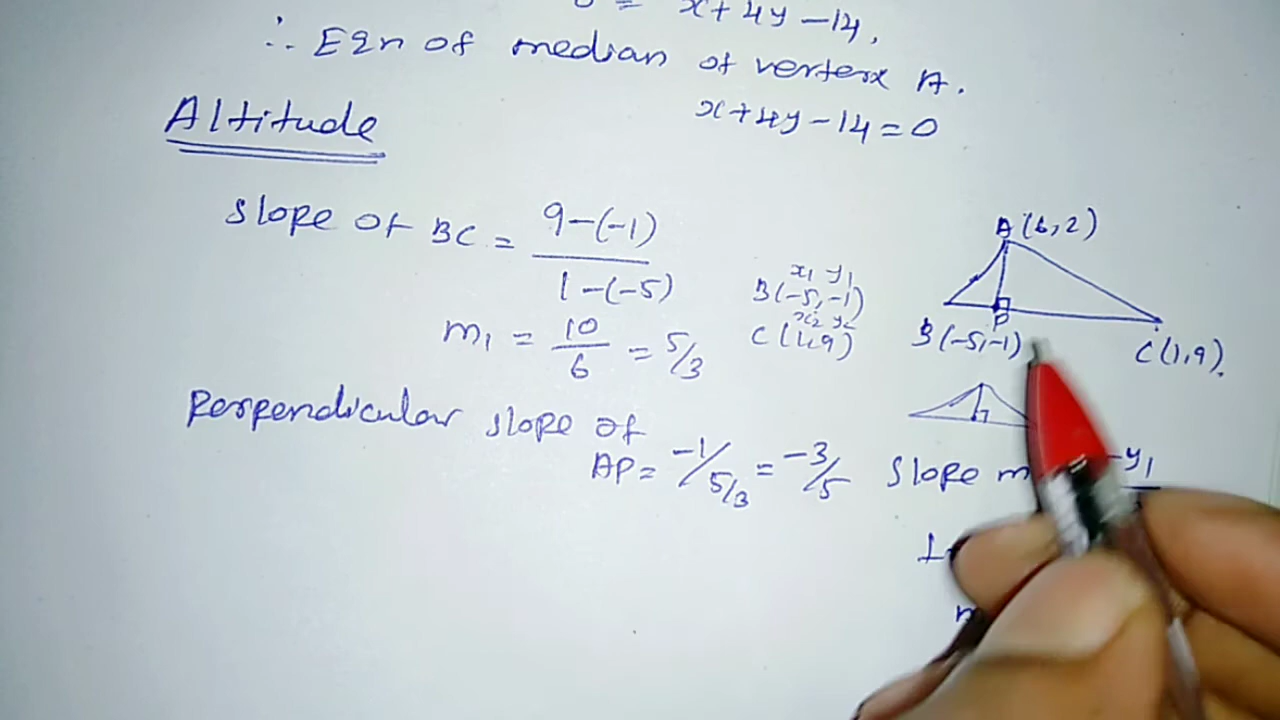 x+4y-14,
∴ Eqn of median of vertex A.
x+4y-14=0
Altitude
Slope of BC = 9-(-1)
1-(-5)
m₁ = 10/6 = 5/3
x₁ y₁
B(-5,-1)
x₂ y₂
C(1,9)
A(6,2)
P
B(-5,-1)
C(1,9).
Perpendicular slope of
AP = -1/5/3 = -3/5
Slope m
-y₁